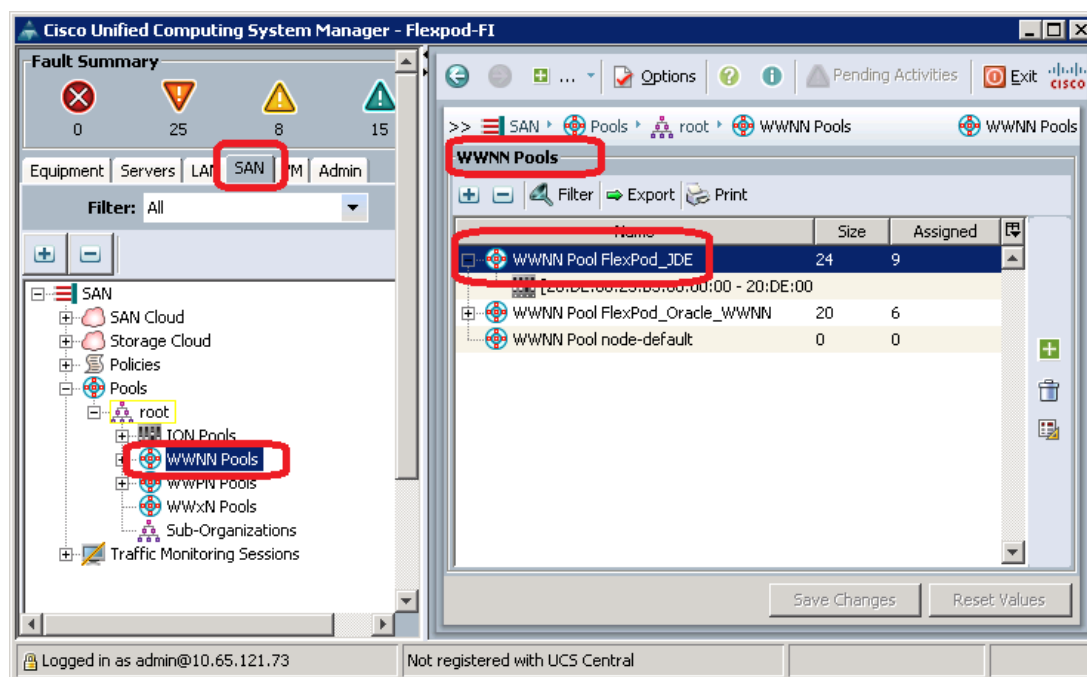 Cisco Unified Computing System Manager - Flexpod-FI
Fault Summary
0 25 8 15
Equipment Servers SAN Admin
Filter: All
SAN
SAN Cloud
Storage Cloud
Policies
Pools
root
WWNN Pools
WWPN Pools
WWxN Pools
Sub-Organizations
Traffic Monitoring Sessions
... Options Pending Activities Exit cisco
>> SAN Pools root WWNN Pools WWNN Pools
WWNN Pools
Filter Export Print
Name Size Assigned
WWNN Pool FlexPod_JDE 24 9
WWNN Pool FlexPod_Oracle_WWNN 20 6
WWNN Pool node-default 0 0
Save Changes Reset Values
Logged in as admin@10.65.121.73 Not registered with UCS Central